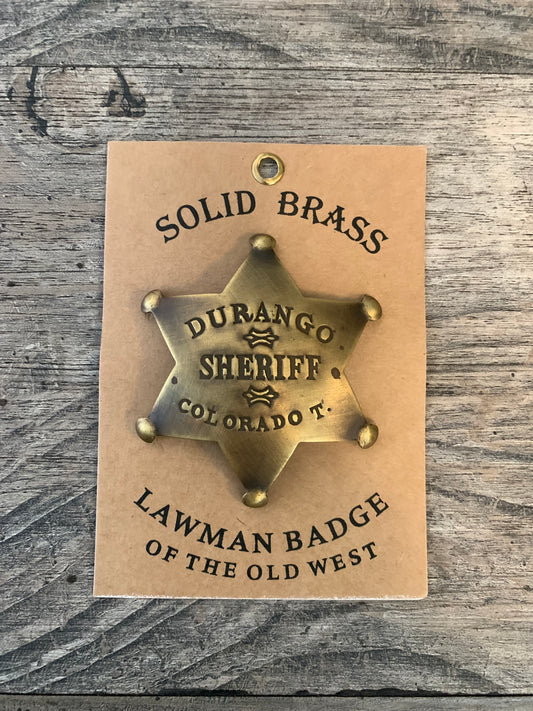 SOLID BRASS
DURANGO
SHERIFF
COLORADO T.
LAWMAN BADGE
OF THE OLD WEST